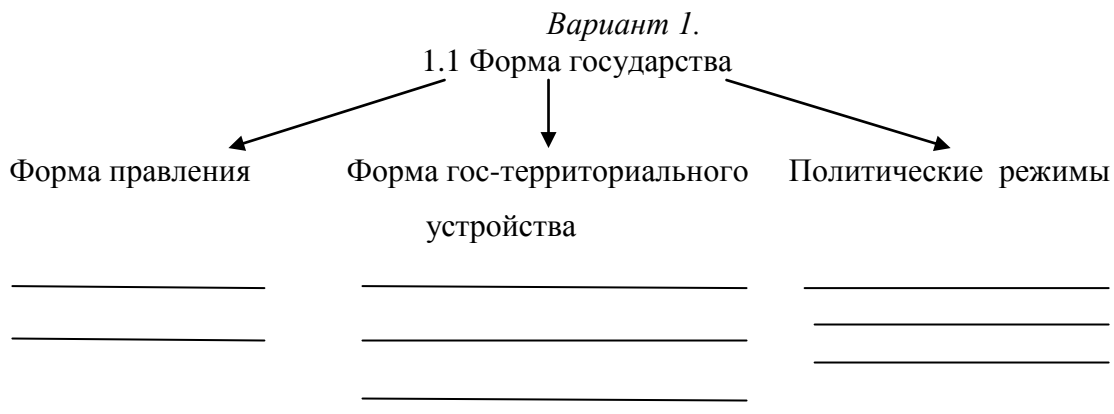 Вариант 1.
1.1 Форма государства
Форма правления
Форма гос-территориального
устройства
Политические режимы